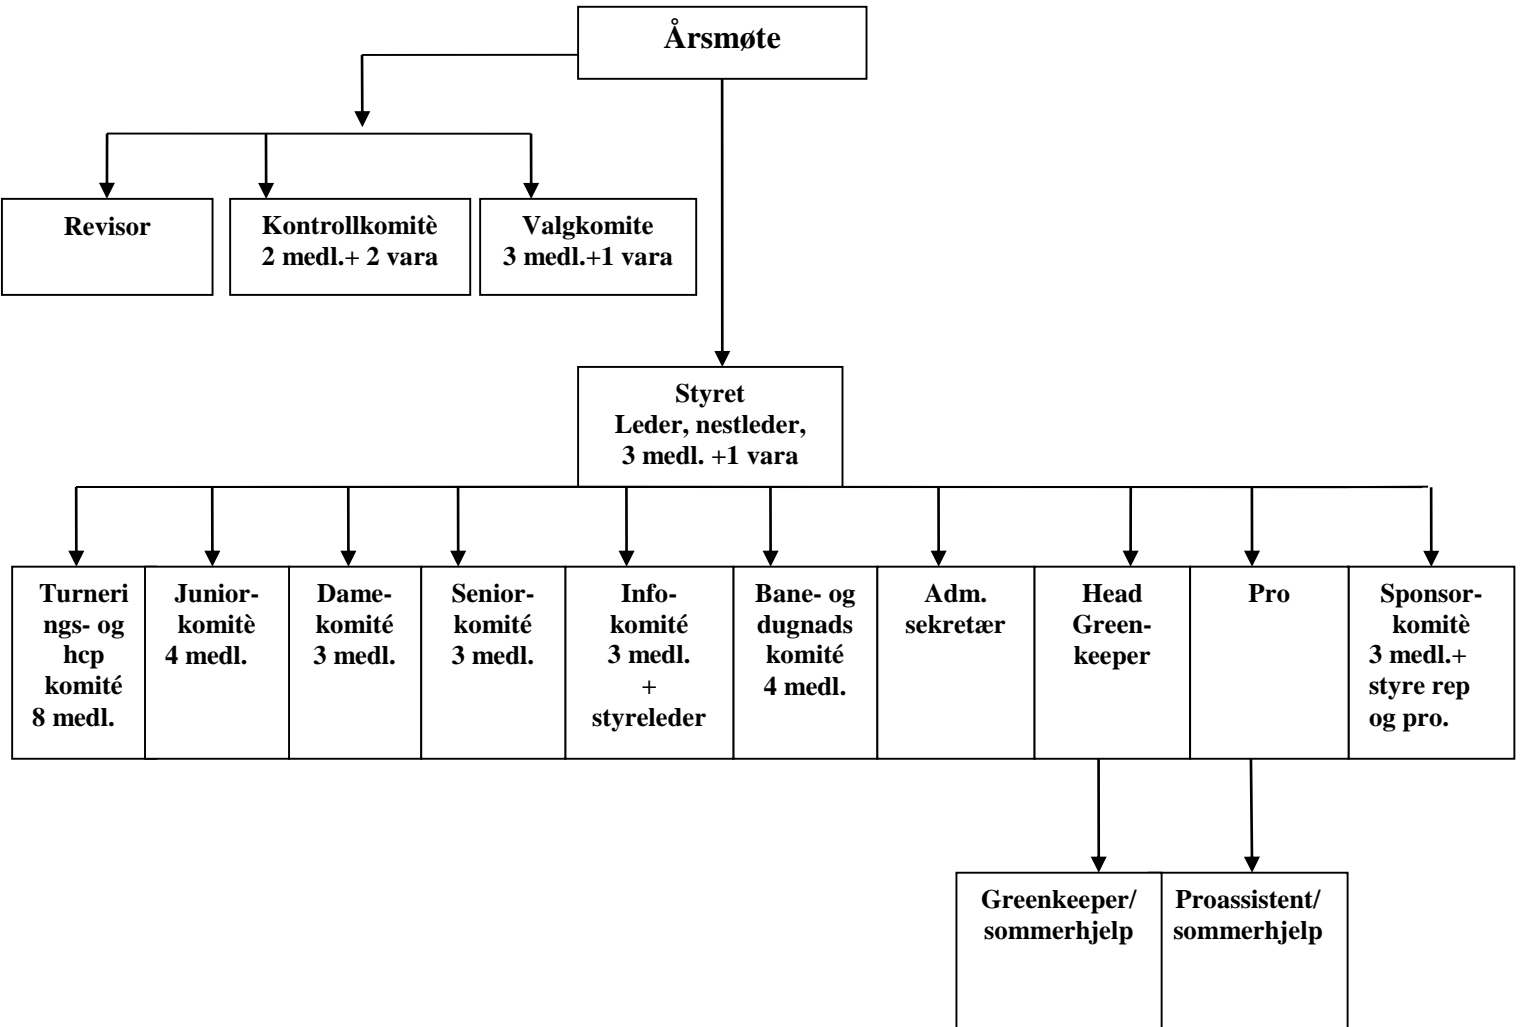 Årsmøte
Revisor
Kontrollkomitè
2 medl.+ 2 vara
Valgkomite
3 medl.+1 vara
Styret
Leder, nestleder,
3 medl. +1 vara
Turneri
ngs- og
hcp
komité
8 medl.
Junior-
komitè
4 medl.
Dame-
komité
3 medl.
Senior-
komité
3 medl.
Info-
komité
3 medl.
+
styreleder
Bane- og
dugnads
komité
4 medl.
Adm.
sekretær
Head
Green-
keeper
Pro
Sponsor-
komitè
3 medl.+
styre rep
og pro.
Greenkeeper/
sommerhjelp
Proassistent/
sommerhjelp